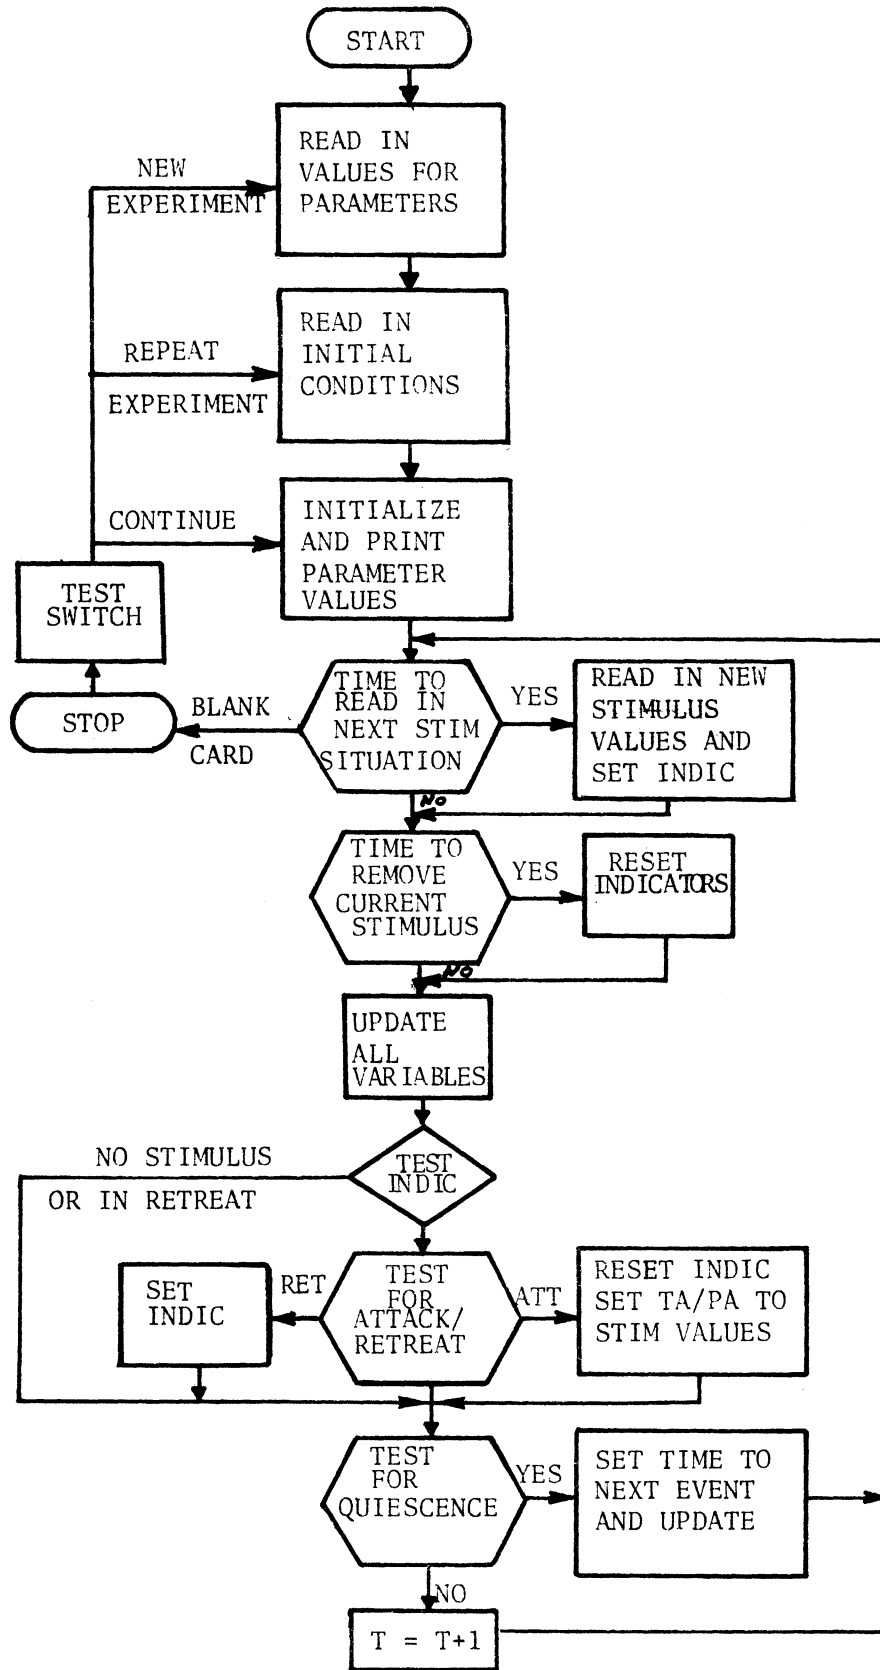 START
READ IN
VALUES FOR
PARAMETERS
NEW
EXPERIMENT
READ IN
INITIAL
CONDITIONS
REPEAT
EXPERIMENT
INITIALIZE
AND PRINT
PARAMETER
VALUES
CONTINUE
TEST
SWITCH
STOP
BLANK
CARD
TIME TO
READ IN
NEXT STIM
SITUATION
YES
READ IN NEW
STIMULUS
VALUES AND
SET INDIC
NO
TIME TO
REMOVE
CURRENT
STIMULUS
YES
RESET
INDICATORS
NO
UPDATE
ALL
VARIABLES
TEST
INDIC
NO STIMULUS
OR IN RETREAT
TEST
FOR
ATTACK/
RETREAT
RET
SET
INDIC
ATT
RESET INDIC
SET TA/PA TO
STIM VALUES
TEST
FOR
QUIESCENCE
YES
SET TIME TO
NEXT EVENT
AND UPDATE
NO
T = T+1